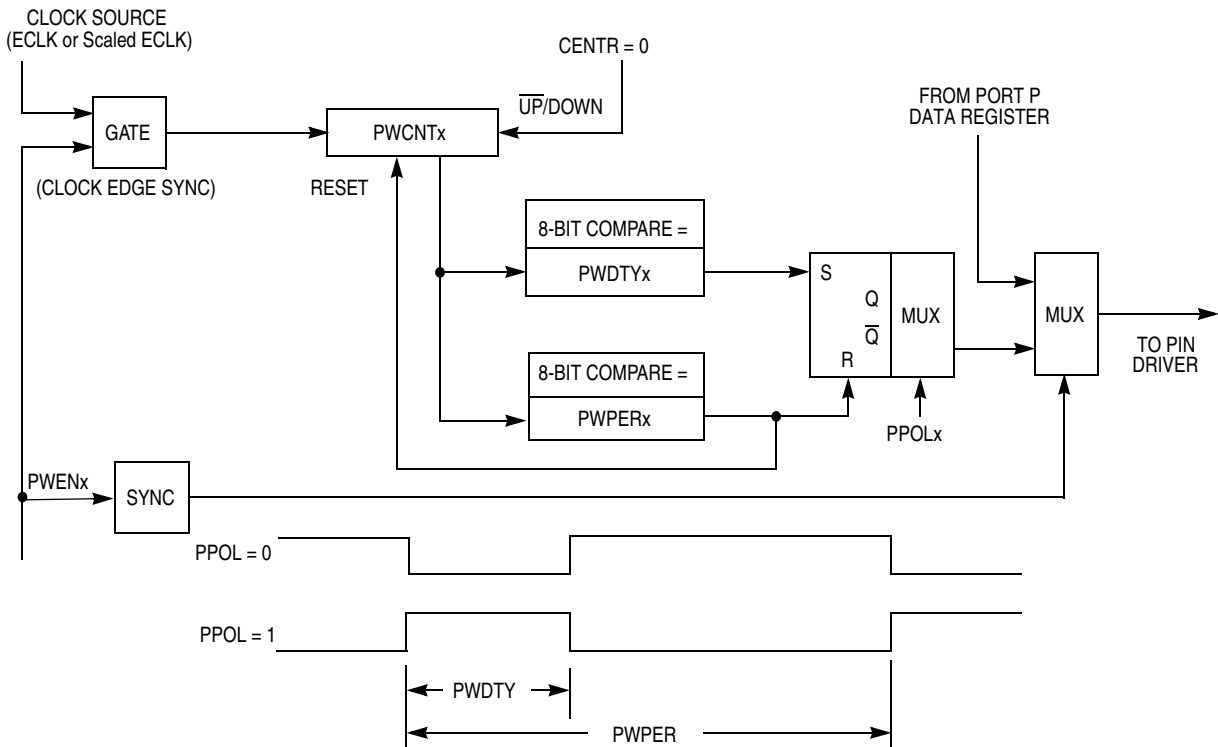 CLOCK SOURCE
(ECLK or Scaled ECLK)
CENTR = 0
U̅P̅/DOWN
FROM PORT P
DATA REGISTER
GATE
PWCNTx
(CLOCK EDGE SYNC)
RESET
8-BIT COMPARE =
PWDTYx
S
Q
Q̅
R
MUX
MUX
TO PIN
DRIVER
8-BIT COMPARE =
PWPERx
PPOLx
PWENx
SYNC
PPOL = 0
PPOL = 1
PWDTY
PWPER